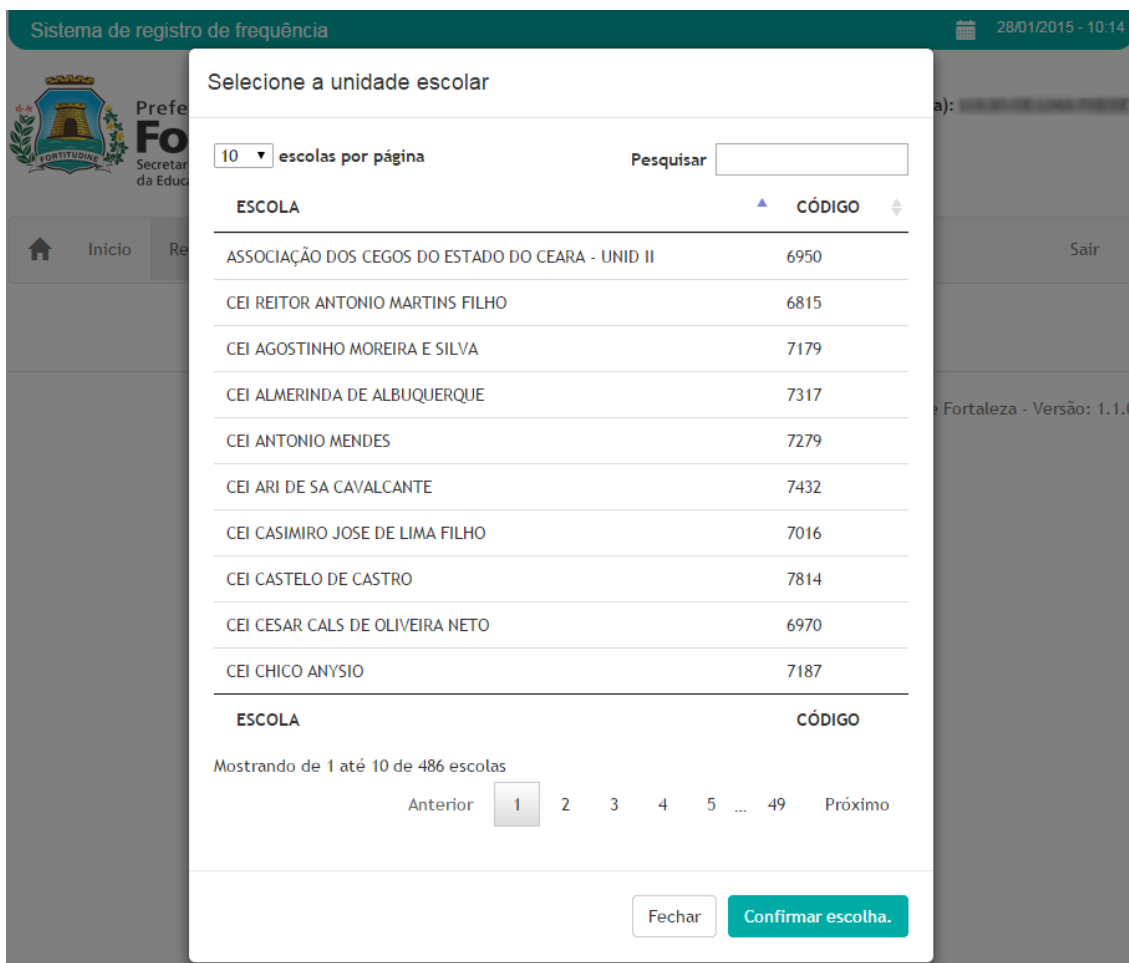 Sistema de registro de frequência
28/01/2015 - 10:14
Selecione a unidade escolar
Prefe
Fo
Secretar
da Educa
FORTITUDINE
a):
10 escolas por página
Pesquisar
ESCOLA CÓDIGO
Inicio Re
Sair
ASSOCIAÇÃO DOS CEGOS DO ESTADO DO CEARA - UNID II 6950
CEI REITOR ANTONIO MARTINS FILHO 6815
CEI AGOSTINHO MOREIRA E SILVA 7179
CEI ALMERINDA DE ALBUQUERQUE 7317
e Fortaleza - Versão: 1.1.
CEI ANTONIO MENDES 7279
CEI ARI DE SA CAVALCANTE 7432
CEI CASIMIRO JOSE DE LIMA FILHO 7016
CEI CASTELO DE CASTRO 7814
CEI CESAR CALS DE OLIVEIRA NETO 6970
CEI CHICO ANYSIO 7187
ESCOLA CÓDIGO
Mostrando de 1 até 10 de 486 escolas
Anterior 1 2 3 4 5 ... 49 Próximo
Fechar Confirmar escolha.